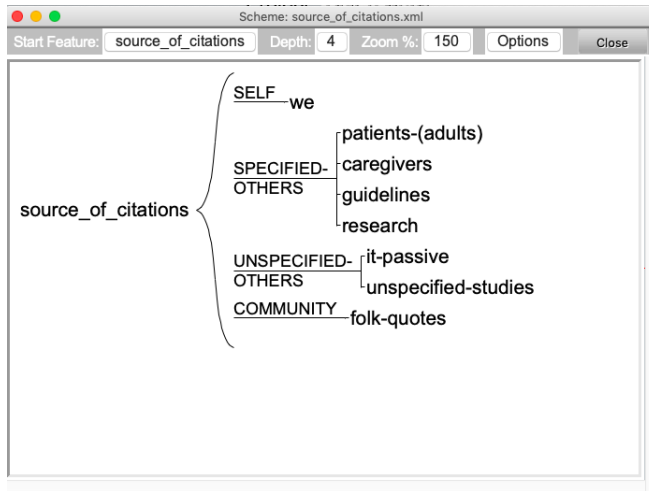 Scheme: source_of_citations.xml
Start Feature: source_of_citations Depth: 4 Zoom %: 150 Options Close
SELF
we
patients-(adults)
SPECIFIED-
OTHERS
caregivers
guidelines
research
source_of_citations
UNSPECIFIED-
OTHERS
it-passive
unspecified-studies
COMMUNITY
folk-quotes